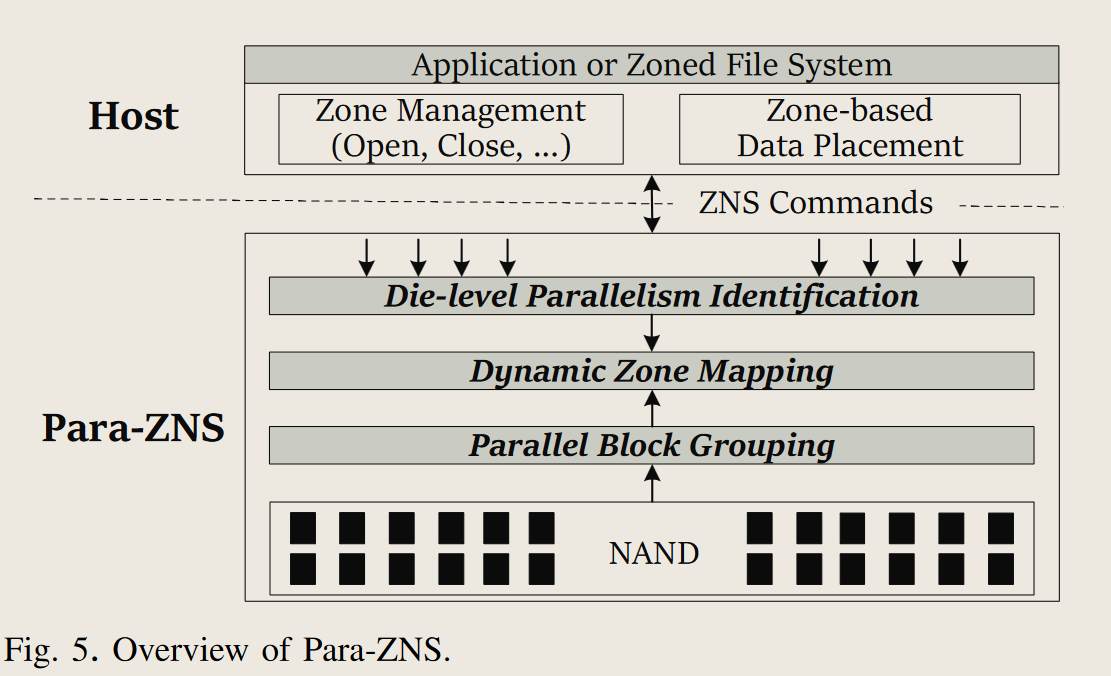 Application or Zoned File System
Host
Zone Management
(Open, Close, ...)
Zone-based
Data Placement
ZNS Commands
Die-level Parallelism Identification
Dynamic Zone Mapping
Para-ZNS
Parallel Block Grouping
NAND
Fig. 5. Overview of Para-ZNS.